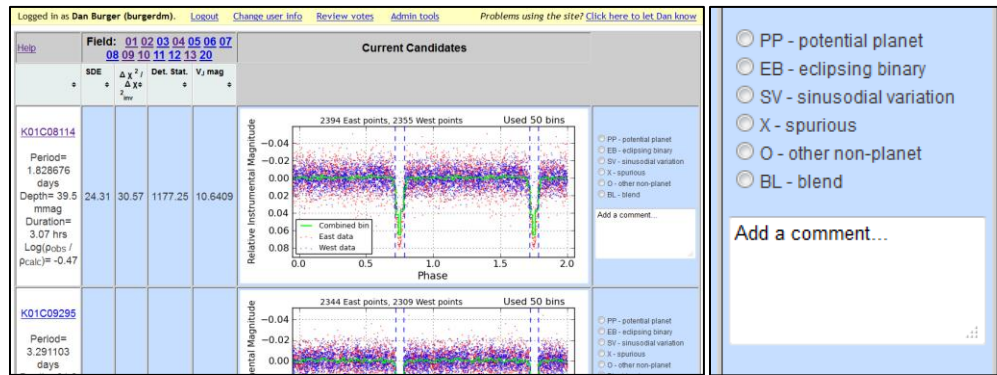 Logged in as Dan Burger (burgerdm). Logout Change user info Review votes Admin tools Problems using the site? Click here to let Dan know
Help
Field: 01 02 03 04 05 06 07
08 09 10 11 12 13 20
Current Candidates
SDE
Δ χ² / Δ χ²inv
Det. Stat.
VJ mag
K01C08114
Period=
1.828676
days
Depth= 39.5
mmag
Duration=
3.07 hrs
Log(ρobs /
ρcalc)= -0.47
24.31 30.57 1177.25 10.6409
2394 East points, 2355 West points Used 50 bins
Relative Instrumental Magnitude
−0.04
−0.02
0.00
0.02
0.04
0.06
0.08
Combined bin
East data
West data
0.0 0.5 1.0 1.5 2.0
Phase
PP - potential planet
EB - eclipsing binary
SV - sinusodial variation
X - spurious
O - other non-planet
BL - blend
Add a comment...
K01C09295
Period=
3.291103
days
2344 East points, 2309 West points Used 50 bins
−0.04
−0.02
0.00
PP - potential planet
EB - eclipsing binary
SV - sinusodial variation
X - spurious
O - other non-planet
PP - potential planet
EB - eclipsing binary
SV - sinusodial variation
X - spurious
O - other non-planet
BL - blend
Add a comment...